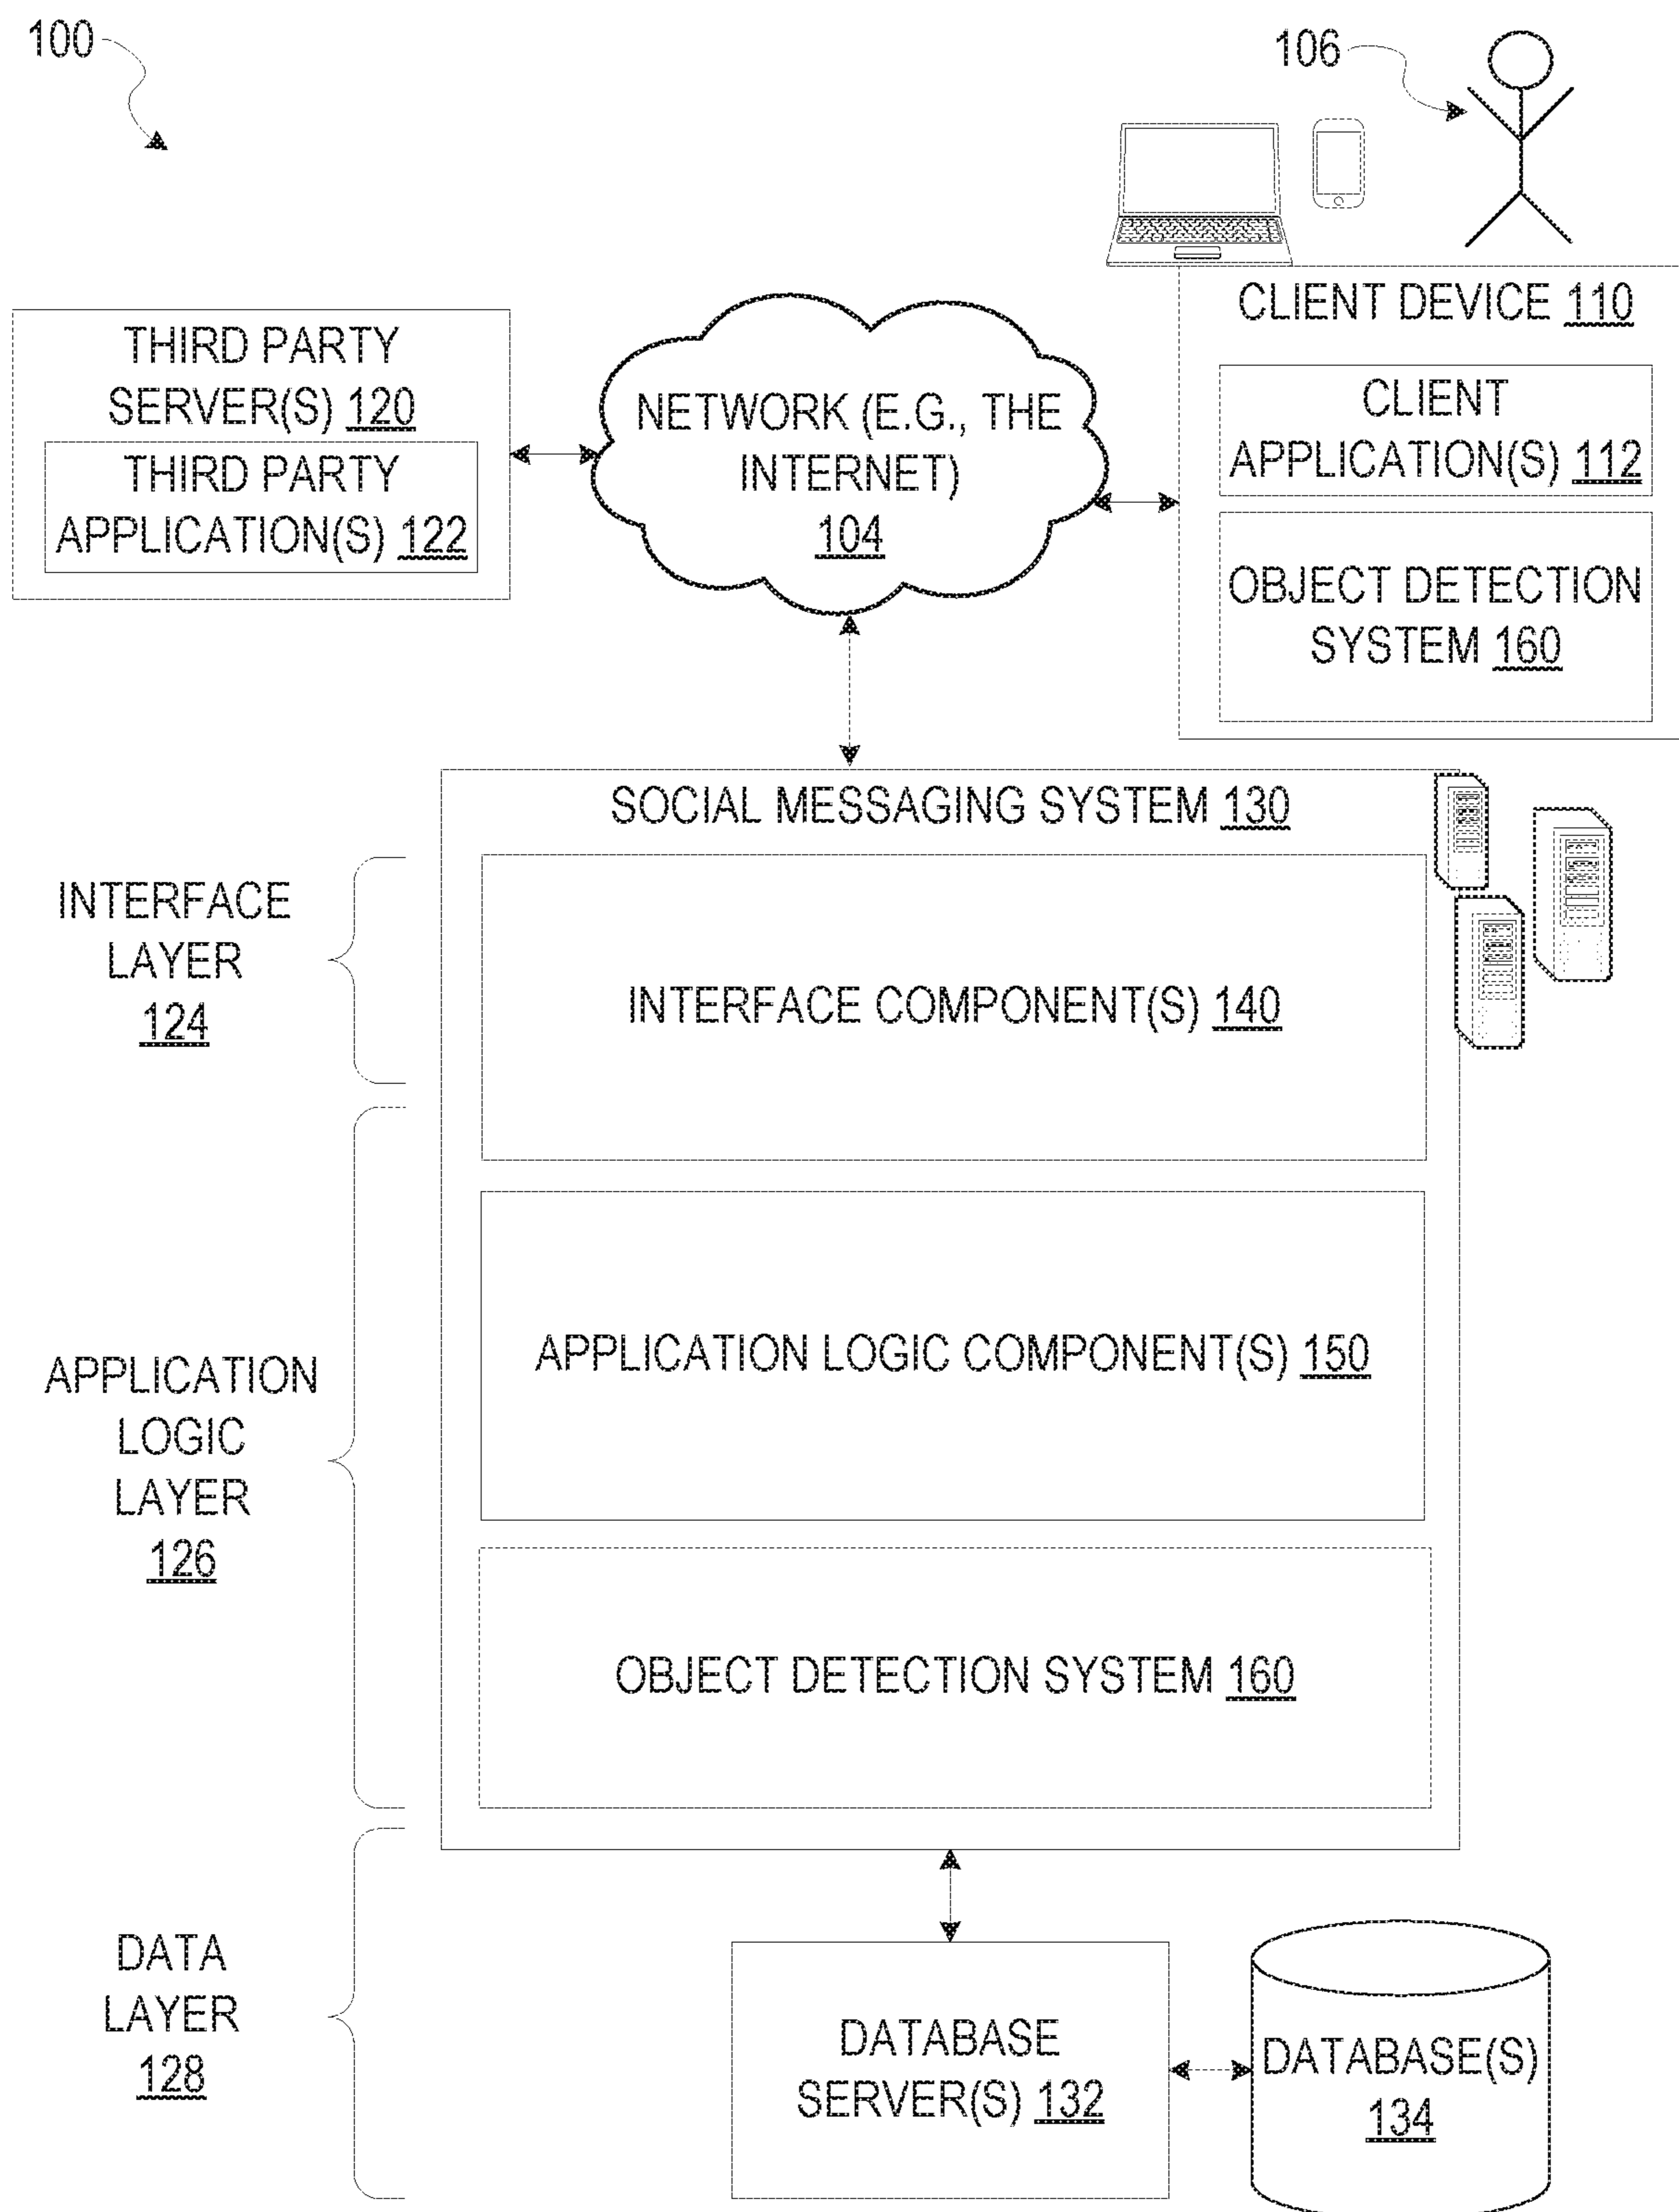 100
106
CLIENT DEVICE 110
CLIENT
APPLICATION(S) 112
OBJECT DETECTION
SYSTEM 160
THIRD PARTY
SERVER(S) 120
THIRD PARTY
APPLICATION(S) 122
NETWORK (E.G., THE
INTERNET)
104
SOCIAL MESSAGING SYSTEM 130
INTERFACE
LAYER
124
INTERFACE COMPONENT(S) 140
APPLICATION
LOGIC
LAYER
126
APPLICATION LOGIC COMPONENT(S) 150
OBJECT DETECTION SYSTEM 160
DATA
LAYER
128
DATABASE
SERVER(S) 132
DATABASE(S)
134